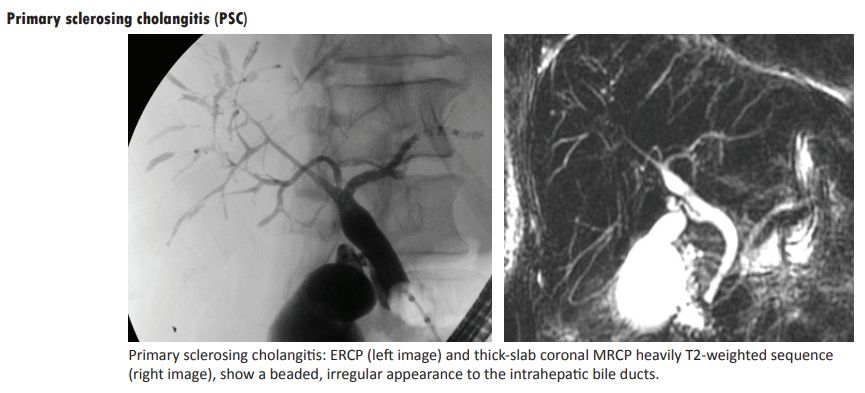 Primary sclerosing cholangitis (PSC)
Primary sclerosing cholangitis: ERCP (left image) and thick-slab coronal MRCP heavily T2-weighted sequence
(right image), show a beaded, irregular appearance to the intrahepatic bile ducts.